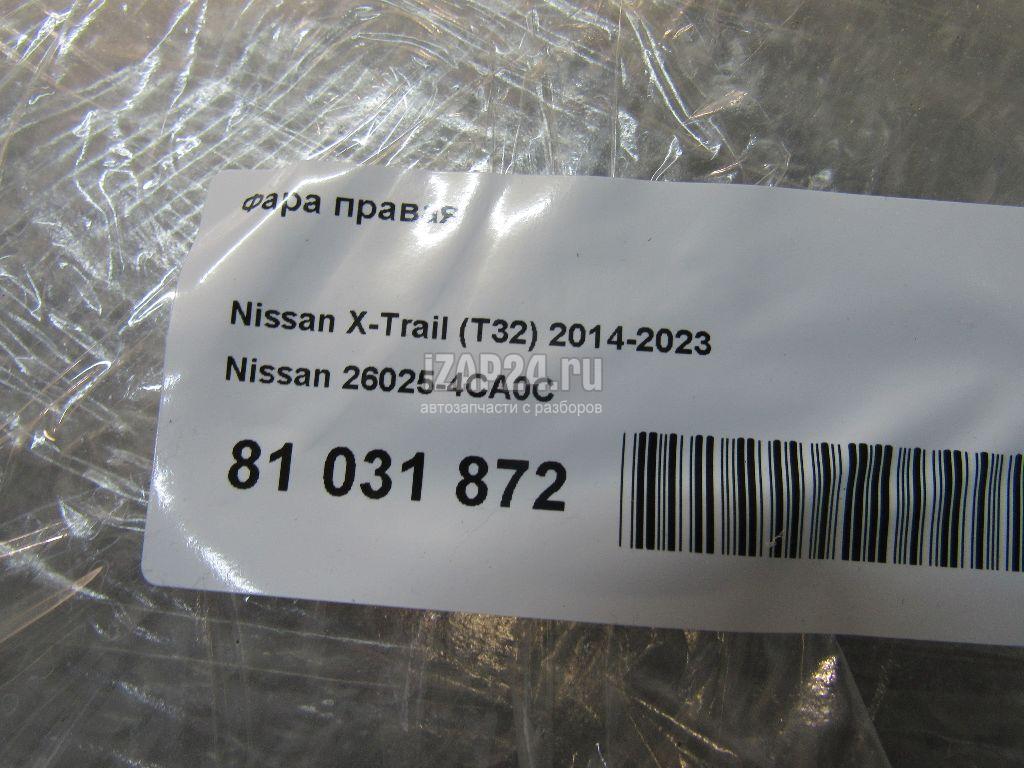 фара правая
Nissan X-Trail (T32) 2014-2023
iZAP24.ru
Nissan 26025-4CA0C
автозапчасти с разборов
81 031 872